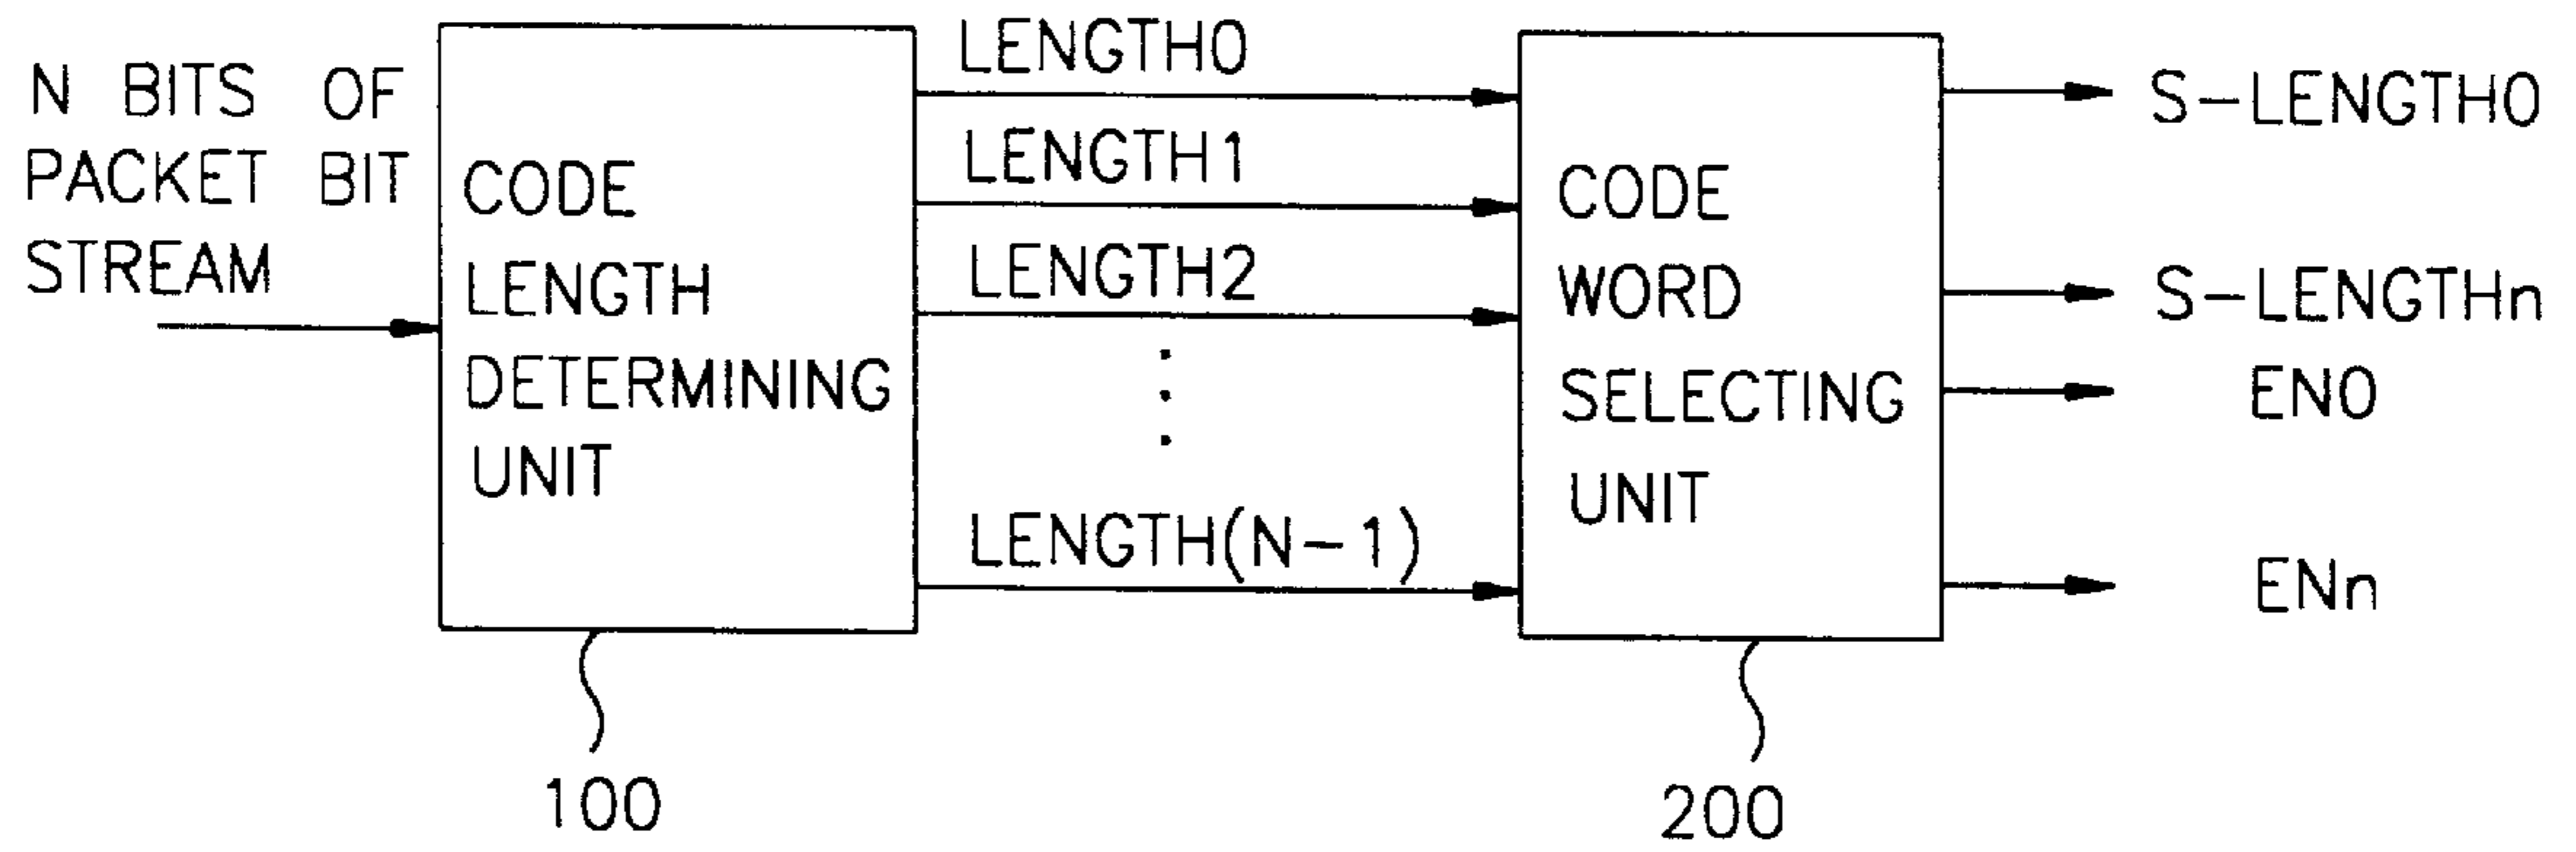 N BITS OF
PACKET BIT
STREAM
CODE
LENGTH
DETERMINING
UNIT
100
LENGTH0
LENGTH1
LENGTH2
LENGTH(N-1)
CODE
WORD
SELECTING
UNIT
200
S-LENGTH0
S-LENGTHn
EN0
ENn